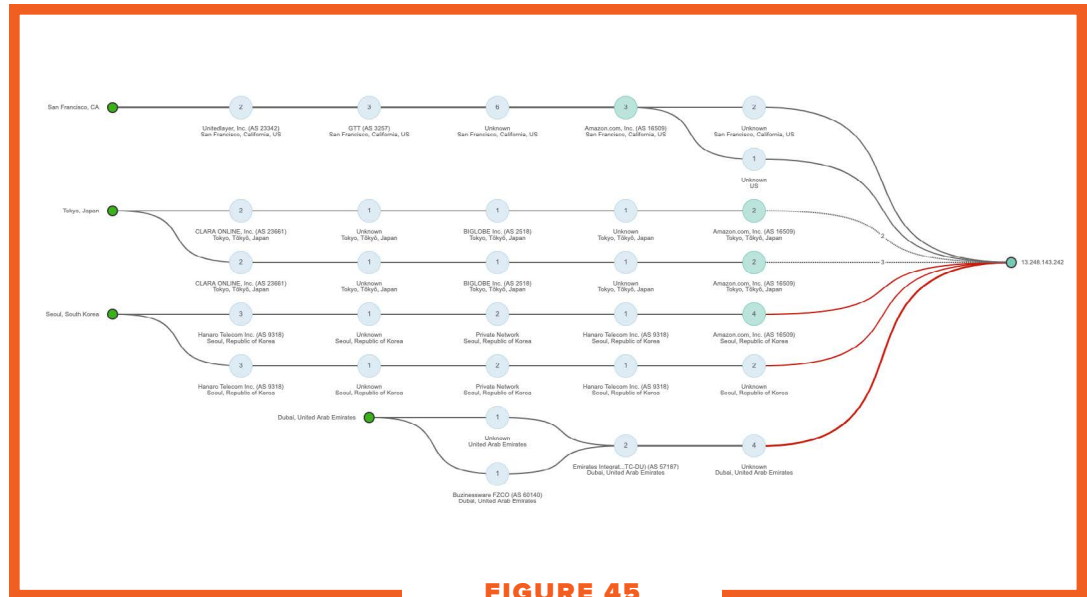 San Francisco, CA
2
3
6
3
2
Unitedlayer, Inc. (AS 23342)
San Francisco, California, US
GTT (AS 3257)
San Francisco, California, US
Unknown
San Francisco, California, US
Amazon.com, Inc. (AS 16509)
San Francisco, California, US
Unknown
San Francisco, California, US
1
Unknown
US
Tokyo, Japan
2
1
1
1
2
CLARA ONLINE, Inc. (AS 23661)
Tokyo, Tōkyō, Japan
Unknown
Tokyo, Tōkyō, Japan
BIGLOBE Inc. (AS 2518)
Tokyo, Tōkyō, Japan
Unknown
Tokyo, Tōkyō, Japan
Amazon.com, Inc. (AS 16509)
Tokyo, Tōkyō, Japan
2
2
1
1
1
2
3
13.248.143.242
CLARA ONLINE, Inc. (AS 23661)
Tokyo, Tōkyō, Japan
Unknown
Tokyo, Tōkyō, Japan
BIGLOBE Inc. (AS 2518)
Tokyo, Tōkyō, Japan
Unknown
Tokyo, Tōkyō, Japan
Amazon.com, Inc. (AS 16509)
Tokyo, Tōkyō, Japan
Seoul, South Korea
3
1
2
1
4
Hanaro Telecom Inc. (AS 9318)
Seoul, Republic of Korea
Unknown
Seoul, Republic of Korea
Private Network
Seoul, Republic of Korea
Hanaro Telecom Inc. (AS 9318)
Seoul, Republic of Korea
Amazon.com, Inc. (AS 16509)
Seoul, Republic of Korea
3
1
2
1
2
Hanaro Telecom Inc. (AS 9318)
Seoul, Republic of Korea
Unknown
Seoul, Republic of Korea
Private Network
Seoul, Republic of Korea
Hanaro Telecom Inc. (AS 9318)
Seoul, Republic of Korea
Unknown
Seoul, Republic of Korea
Dubai, United Arab Emirates
1
Unknown
United Arab Emirates
2
4
Emirates Integrat...TC-DU) (AS 57187)
Dubai, United Arab Emirates
Unknown
Dubai, United Arab Emirates
1
Buzinessware FZCO (AS 60140)
Dubai, United Arab Emirates
FIGURE 45